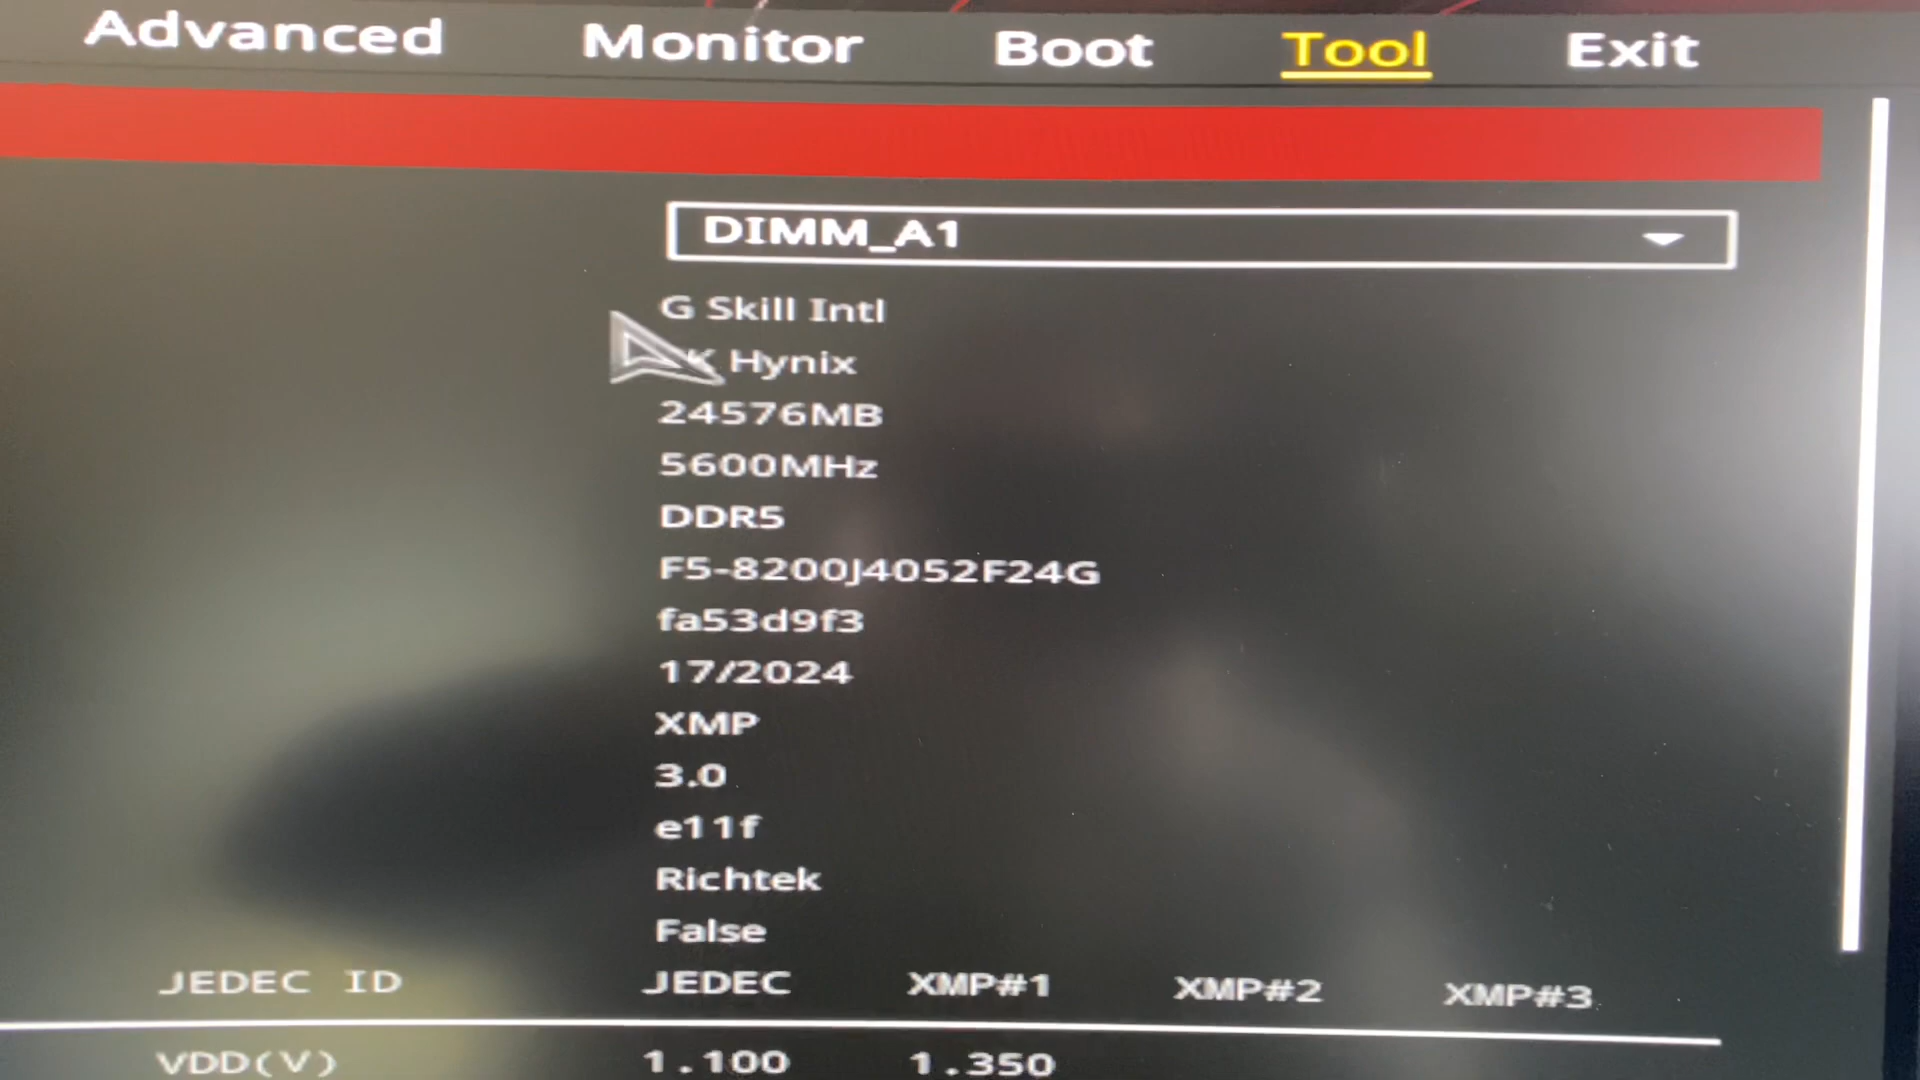 Advanced Monitor Boot Tool Exit
DIMM_A1
G Skill Intl
K Hynix
24576MB
5600MHz
DDR5
F5-8200J4052F24G
fa53d9f3
17/2024
XMP
3.0
e11f
Richtek
False
JEDEC ID JEDEC XMP#1 XMP#2 XMP#3
VDD(V) 1.100 1.350